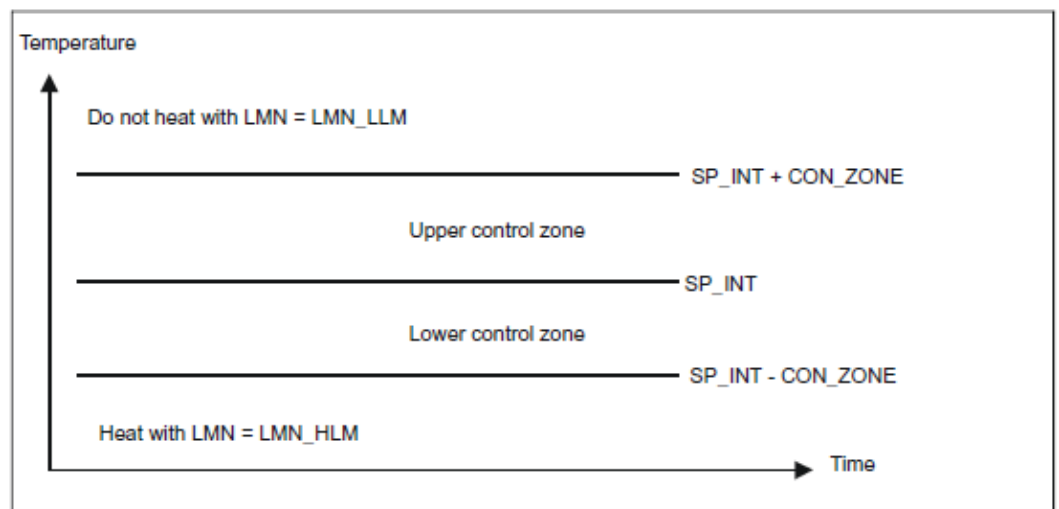 Temperature
Do not heat with LMN = LMN_LLM
SP_INT + CON_ZONE
Upper control zone
SP_INT
Lower control zone
SP_INT - CON_ZONE
Heat with LMN = LMN_HLM
Time